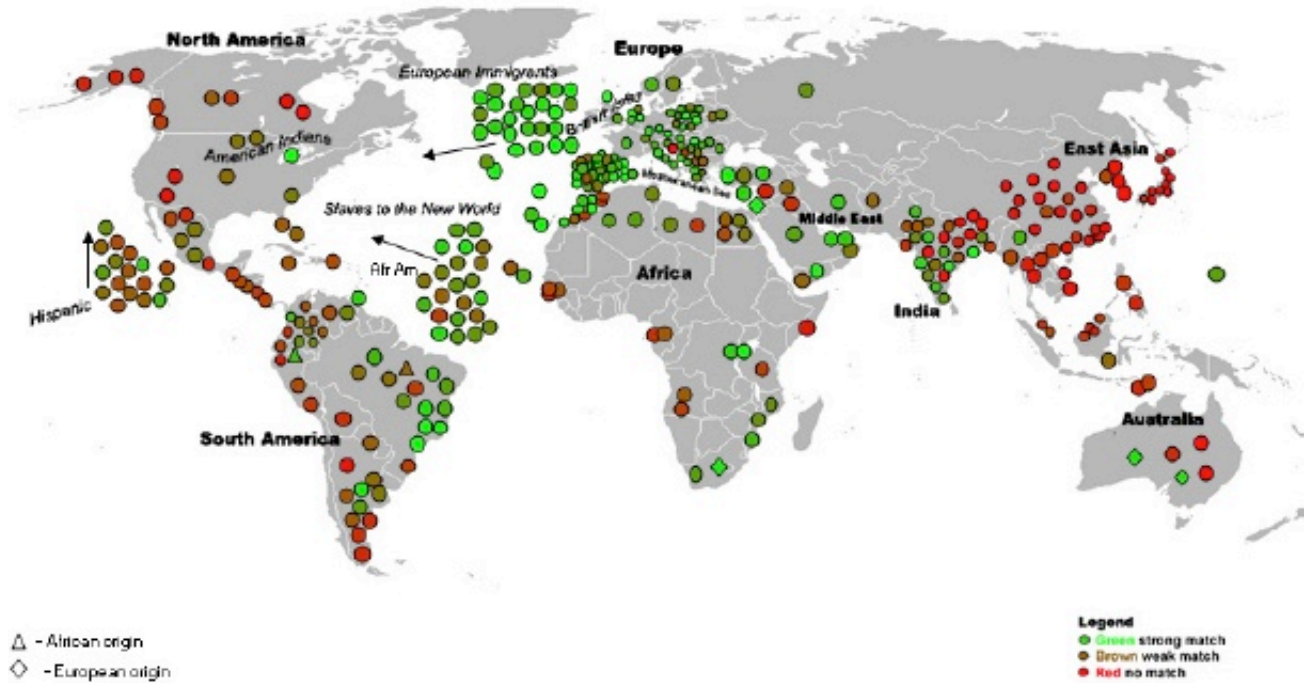 North America
Europe
European Immigrants
American Indians
East Asia
Mediterranean Sea
Slaves to the New World
Middle East
Afr Am
Africa
Hispanic
India
South America
Australia
Legend
Green strong match
Brown weak match
Red no match
△ - African origin
◇ - European origin